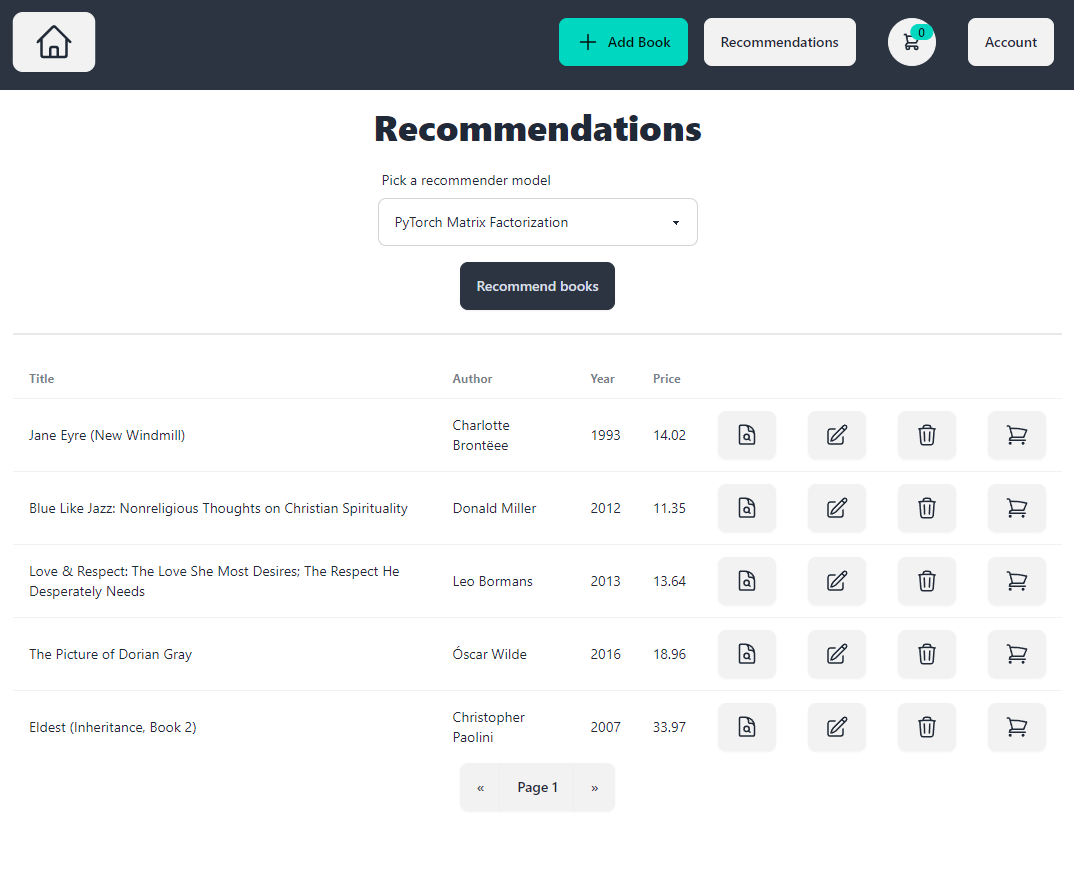 Add Book
Recommendations
0
Account
Recommendations
Pick a recommender model
PyTorch Matrix Factorization
Recommend books
Title Author Year Price
Jane Eyre (New Windmill) Charlotte Brontëee 1993 14.02
Blue Like Jazz: Nonreligious Thoughts on Christian Spirituality Donald Miller 2012 11.35
Love & Respect: The Love She Most Desires; The Respect He
Desperately Needs Leo Bormans 2013 13.64
The Picture of Dorian Gray Óscar Wilde 2016 18.96
Eldest (Inheritance, Book 2) Christopher Paolini 2007 33.97
« Page 1 »